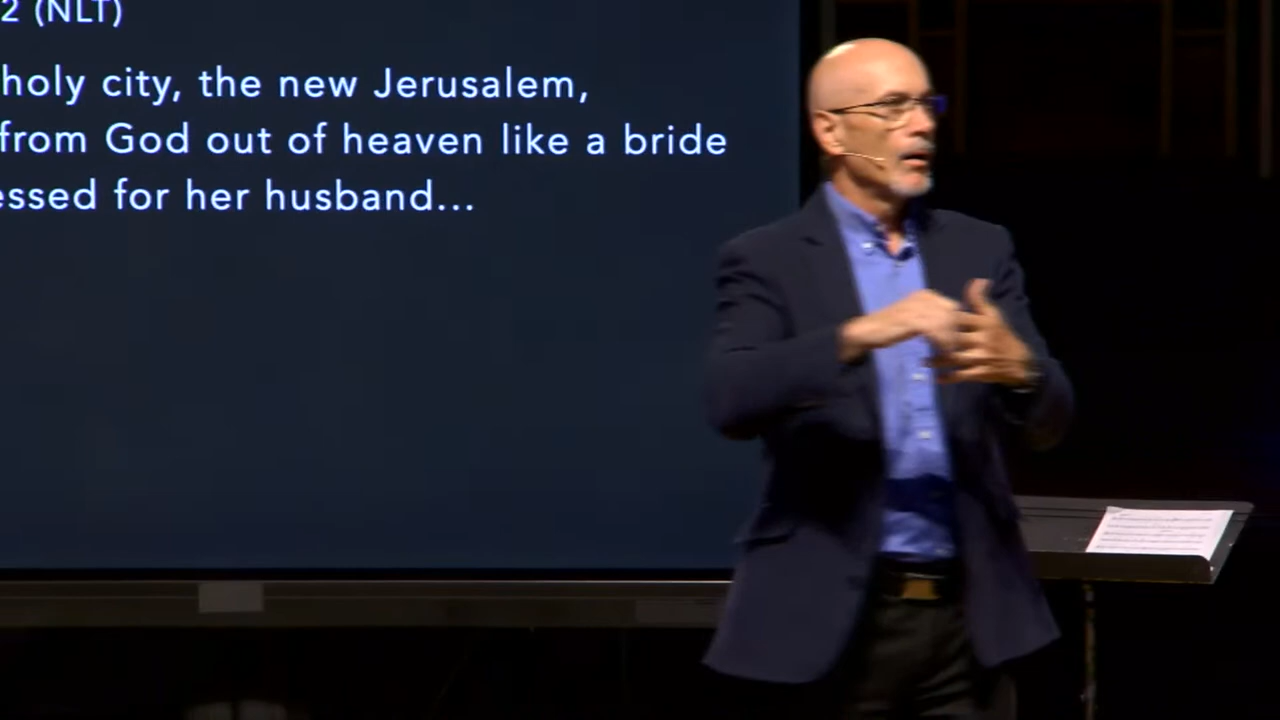 2 (NLT)
holy city, the new Jerusalem,
from God out of heaven like a bride
essed for her husband...